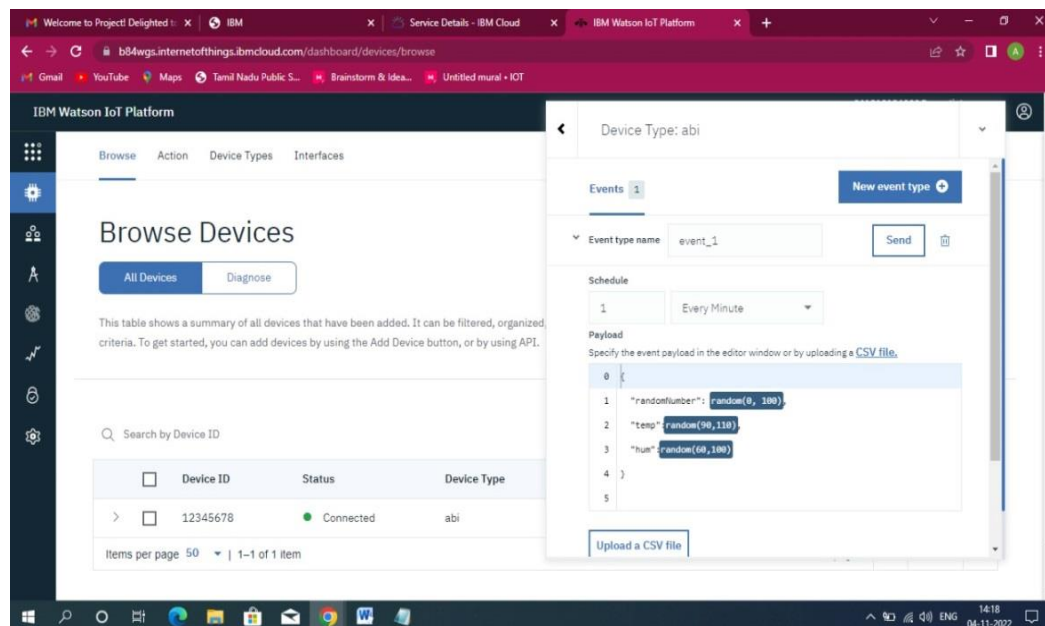 Welcome to Project! Delighted to
IBM
Service Details - IBM Cloud
IBM Watson IoT Platform
b84wgs.internetofthings.ibmcloud.com/dashboard/devices/browse
A
Gmail
YouTube
Maps
Tamil Nadu Public S...
Brainstorm & Idea...
Untitled mural • IOT
IBM Watson IoT Platform
Browse
Action
Device Types
Interfaces
Browse Devices
All Devices
Diagnose
This table shows a summary of all devices that have been added. It can be filtered, organized,
criteria. To get started, you can add devices by using the Add Device button, or by using API.
Search by Device ID
Device ID
Status
Device Type
12345678
Connected
abi
Items per page 50 | 1–1 of 1 item
Device Type: abi
Events 1
New event type
Event type name
event_1
Send
Schedule
1
Every Minute
Payload
Specify the event payload in the editor window or by uploading a CSV file.
0 {
1 "randomNumber": random(0, 100),
2 "temp":random(90,110),
3 "hum":random(60,100)
4 }
5
Upload a CSV file
ENG
14:18
04-11-2022